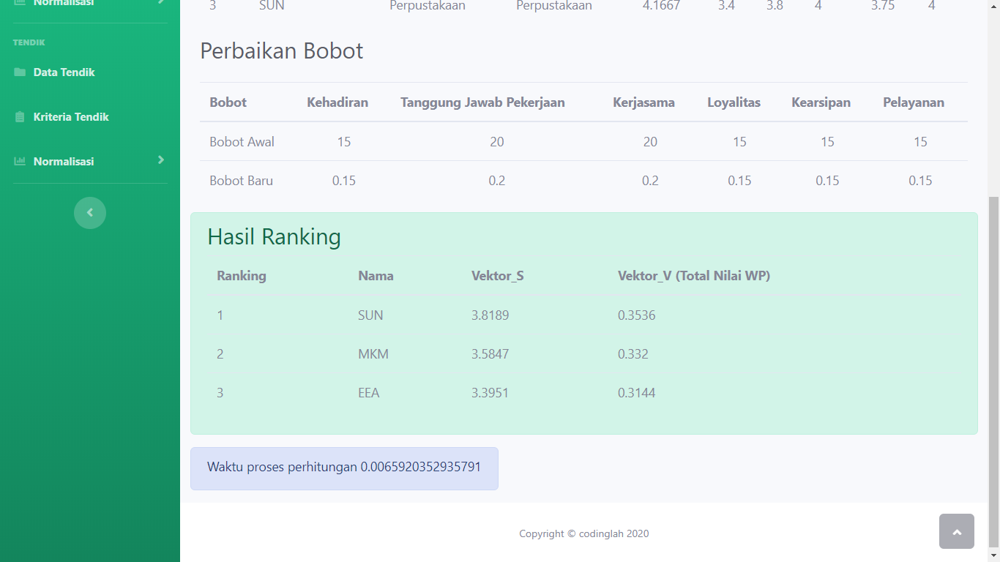 Normalisasi
TENDIK
Data Tendik
Kriteria Tendik
Normalisasi
3 SUN Perpustakaan Perpustakaan 4.1667 3.4 3.8 4 3.75 4
Perbaikan Bobot
Bobot Kehadiran Tanggung Jawab Pekerjaan Kerjasama Loyalitas Kearsipan Pelayanan
Bobot Awal 15 20 20 15 15 15
Bobot Baru 0.15 0.2 0.2 0.15 0.15 0.15
Hasil Ranking
Ranking Nama Vektor_S Vektor_V (Total Nilai WP)
1 SUN 3.8189 0.3536
2 MKM 3.5847 0.332
3 EEA 3.3951 0.3144
Waktu proses perhitungan 0.0065920352935791
Copyright © codinglah 2020